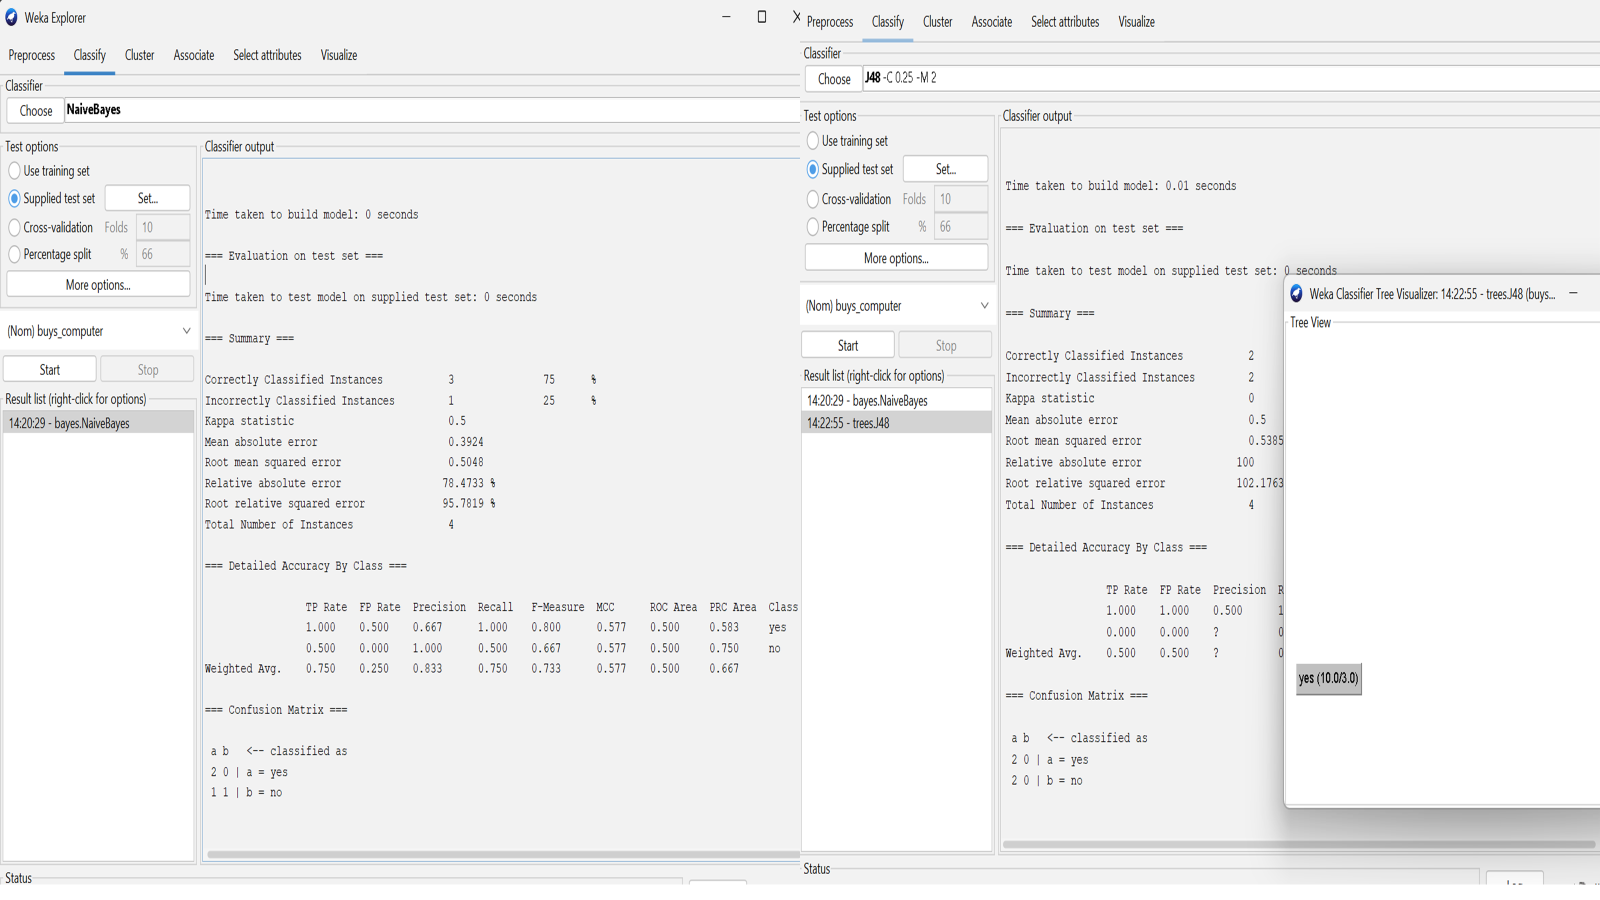 Weka Explorer
Preprocess Classify Cluster Associate Select attributes Visualize
Classifier
Choose NaiveBayes
Test options
Use training set
Supplied test set Set...
Cross-validation Folds 10
Percentage split % 66
More options...
(Nom) buys_computer
Start Stop
Result list (right-click for options)
14:20:29 - bayes.NaiveBayes
Classifier output
Time taken to build model: 0 seconds
=== Evaluation on test set ===
Time taken to test model on supplied test set: 0 seconds
=== Summary ===
Correctly Classified Instances 3 75 %
Incorrectly Classified Instances 1 25 %
Kappa statistic 0.5
Mean absolute error 0.3924
Root mean squared error 0.5048
Relative absolute error 78.4733 %
Root relative squared error 95.7819 %
Total Number of Instances 4
=== Detailed Accuracy By Class ===
TP Rate FP Rate Precision Recall F-Measure MCC ROC Area PRC Area Class
1.000 0.500 0.667 1.000 0.800 0.577 0.500 0.583 yes
0.500 0.000 1.000 0.500 0.667 0.577 0.500 0.750 no
Weighted Avg. 0.750 0.250 0.833 0.750 0.733 0.577 0.500 0.667
=== Confusion Matrix ===
a b <-- classified as
2 0 | a = yes
1 1 | b = no
Status
Preprocess Classify Cluster Associate Select attributes Visualize
Classifier
Choose J48 -C 0.25 -M 2
Test options
Use training set
Supplied test set Set...
Cross-validation Folds 10
Percentage split % 66
More options...
(Nom) buys_computer
Start Stop
Result list (right-click for options)
14:20:29 - bayes.NaiveBayes
14:22:55 - trees.J48
Classifier output
Time taken to build model: 0.01 seconds
=== Evaluation on test set ===
Time taken to test model on supplied test set: 0 seconds
=== Summary ===
Correctly Classified Instances 2
Incorrectly Classified Instances 2
Kappa statistic 0
Mean absolute error 0.5
Root mean squared error 0.5385
Relative absolute error 100
Root relative squared error 102.1763
Total Number of Instances 4
=== Detailed Accuracy By Class ===
TP Rate FP Rate Precision R
1.000 1.000 0.500 1
0.000 0.000 ? 0
Weighted Avg. 0.500 0.500 ? 0
=== Confusion Matrix ===
a b <-- classified as
2 0 | a = yes
2 0 | b = no
Status
Weka Classifier Tree Visualizer: 14:22:55 - trees.J48 (buys...
Tree View
yes (10.0/3.0)